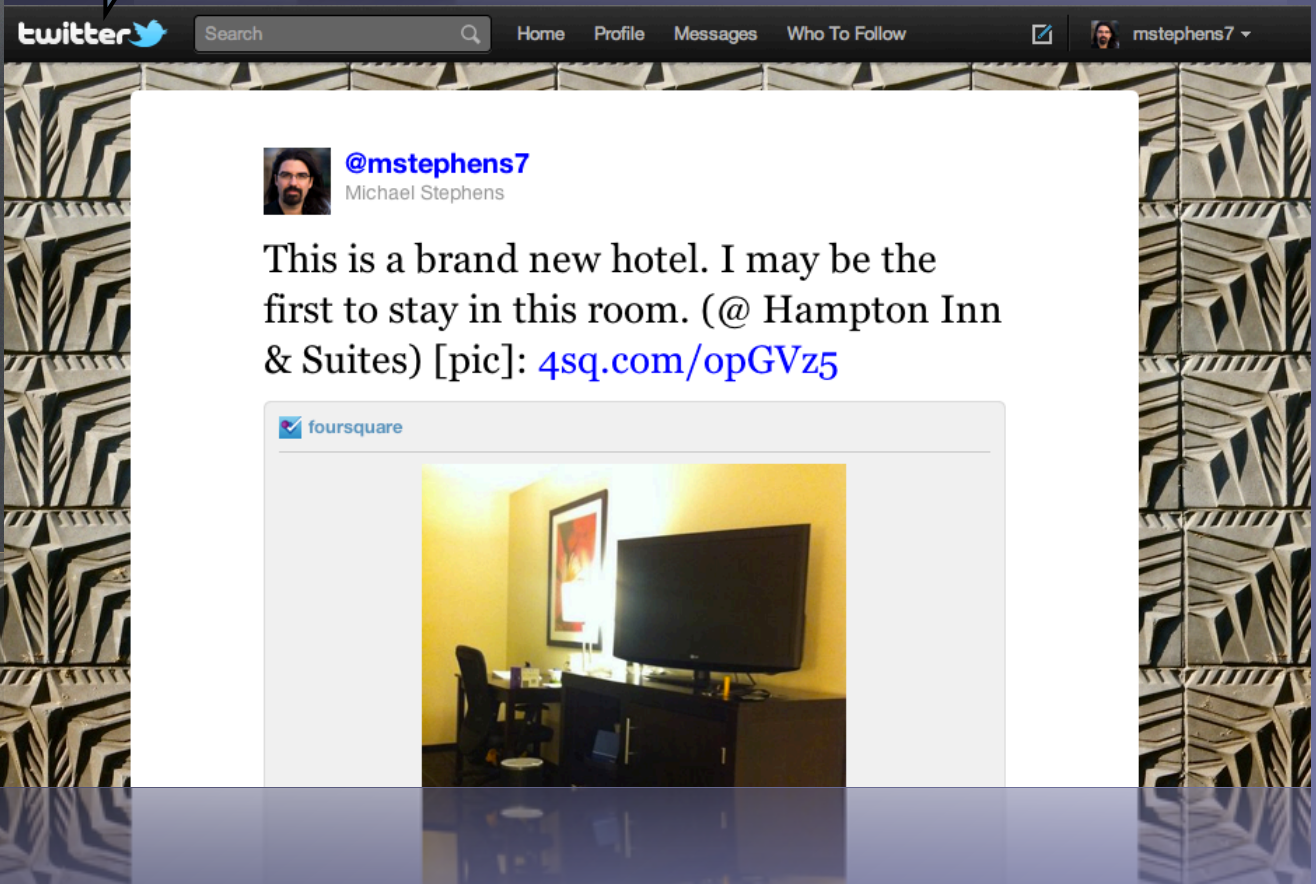 twitter Search Home Profile Messages Who To Follow mstephens7
@mstephens7
Michael Stephens
This is a brand new hotel. I may be the
first to stay in this room. (@ Hampton Inn
& Suites) [pic]: 4sq.com/opGVz5
foursquare